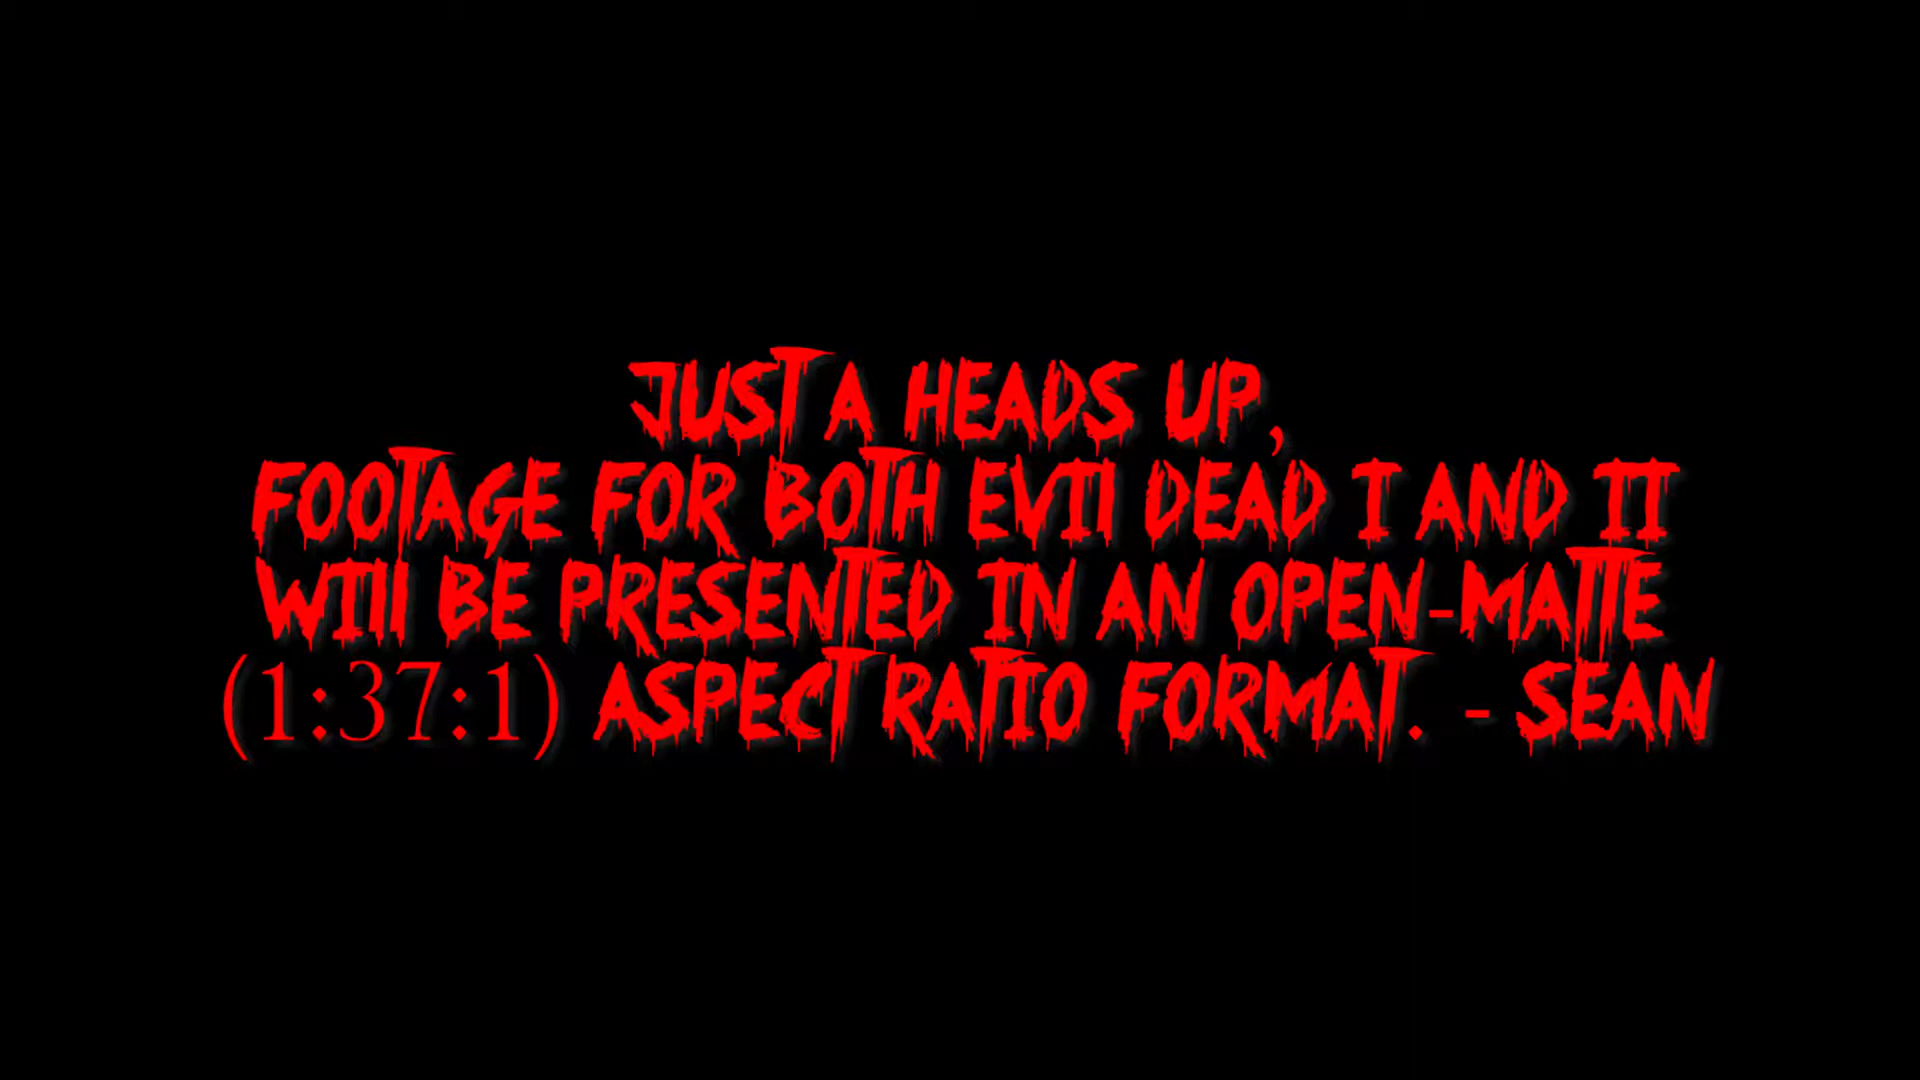 JUST A HEADS UP,
FOOTAGE FOR BOTH EVIl DEAD I AND II
WIll BE PRESENTED IN AN OPEN-MATTE
(1:37:1) ASPECT RATIO FORMAT. - SEAN